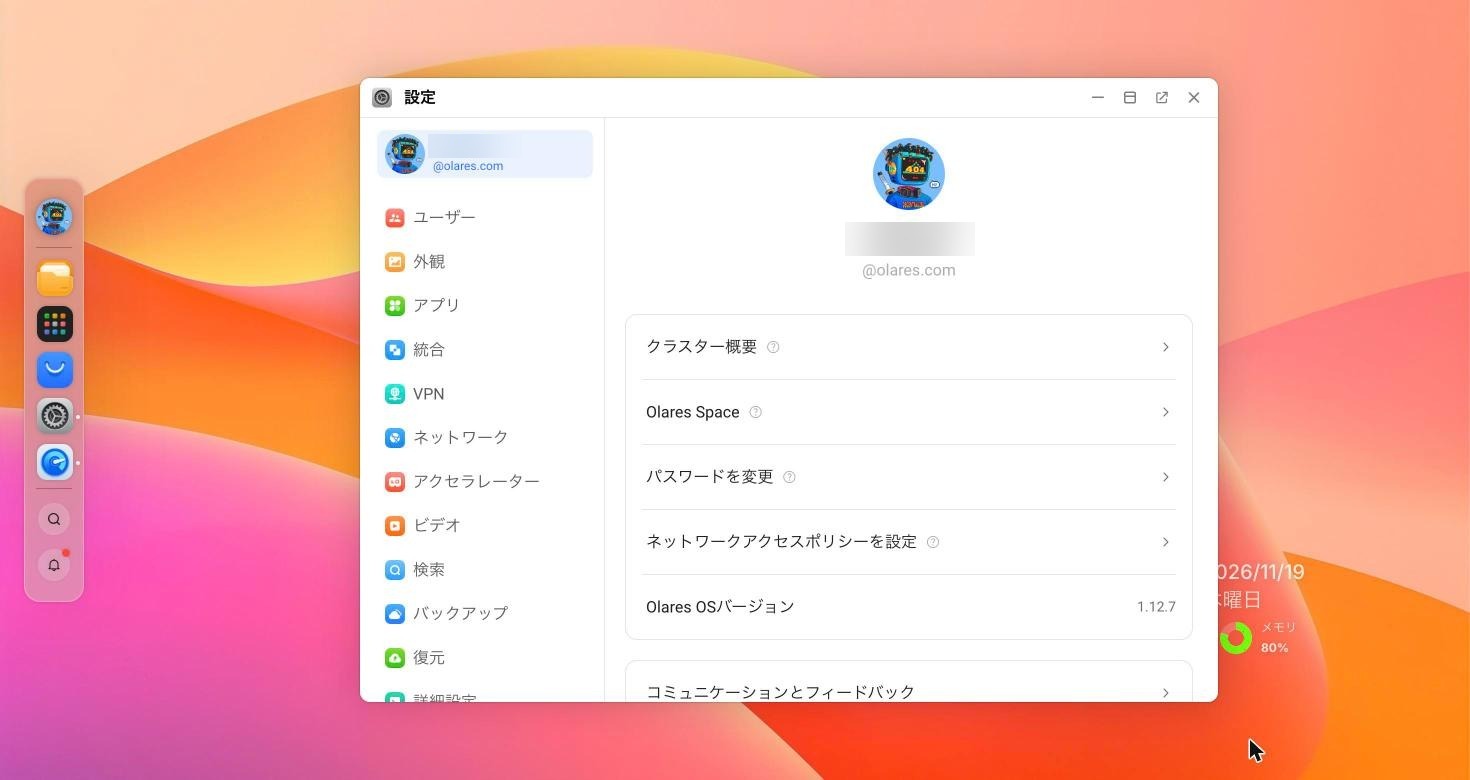 設定
@olares.com
ユーザー
外観
アプリ
統合
VPN
ネットワーク
アクセラレーター
ビデオ
検索
バックアップ
復元
詳細設定
404
@olares.com
クラスター概要
Olares Space
パスワードを変更
ネットワークアクセスポリシーを設定
Olares OSバージョン 1.12.7
コミュニケーションとフィードバック
026/11/19
曜日
メモリ
80%